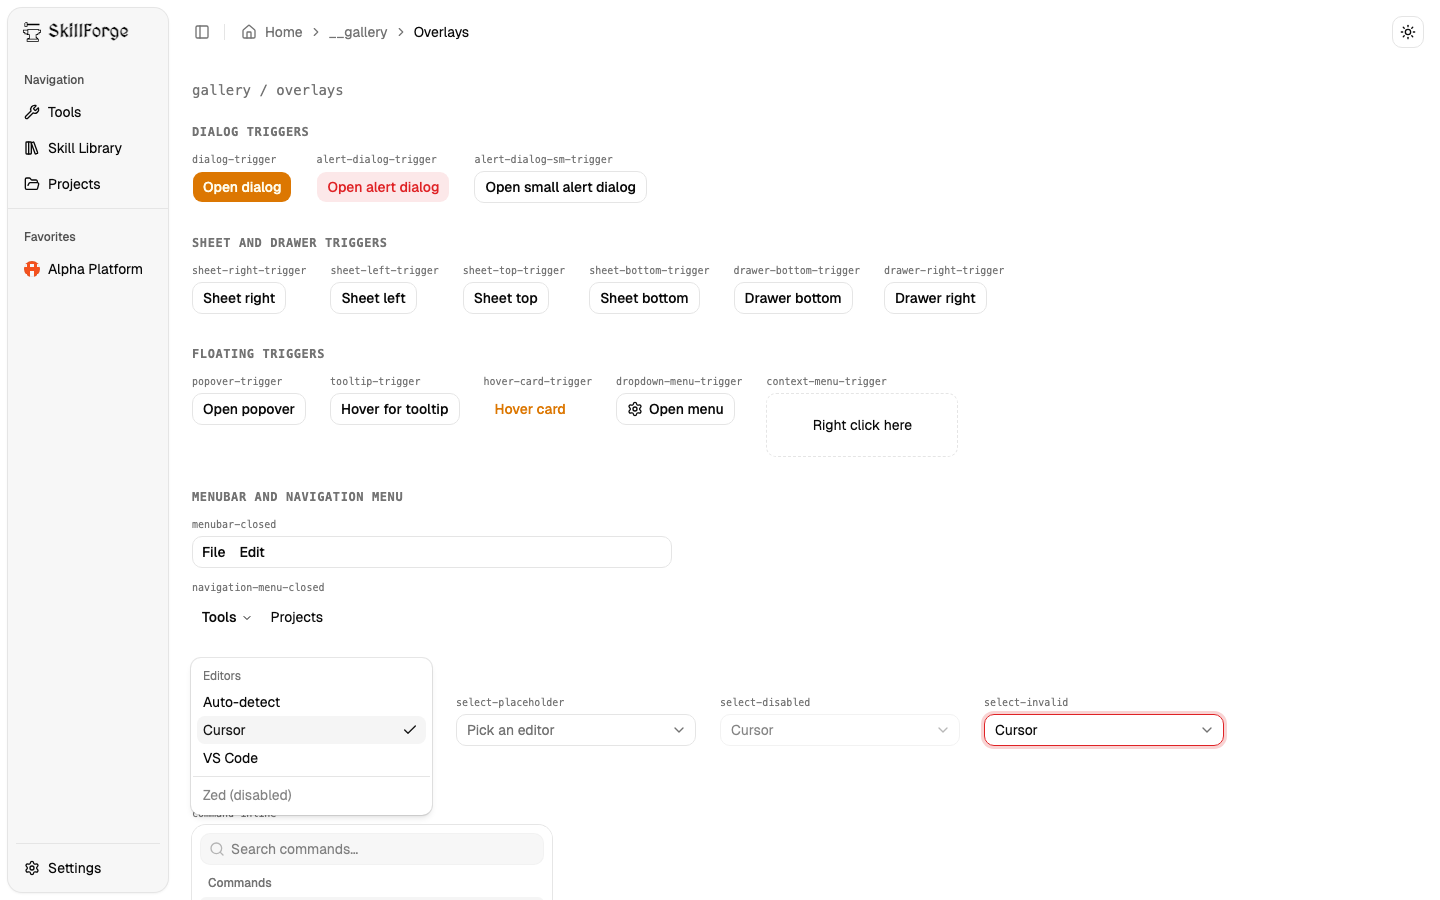 SkillForge
Navigation
Tools
Skill Library
Projects
Favorites
Alpha Platform
Settings
Home > __gallery > Overlays
gallery / overlays
DIALOG TRIGGERS
dialog-trigger alert-dialog-trigger alert-dialog-sm-trigger
Open dialog Open alert dialog Open small alert dialog
SHEET AND DRAWER TRIGGERS
sheet-right-trigger sheet-left-trigger sheet-top-trigger sheet-bottom-trigger drawer-bottom-trigger drawer-right-trigger
Sheet right Sheet left Sheet top Sheet bottom Drawer bottom Drawer right
FLOATING TRIGGERS
popover-trigger tooltip-trigger hover-card-trigger dropdown-menu-trigger context-menu-trigger
Open popover Hover for tooltip Hover card Open menu Right click here
MENUBAR AND NAVIGATION MENU
menubar-closed
File Edit
navigation-menu-closed
Tools Projects
Editors
Auto-detect
Cursor
VS Code
Zed (disabled)
select-placeholder select-disabled select-invalid
Pick an editor Cursor Cursor
command-inline
Search commands…
Commands